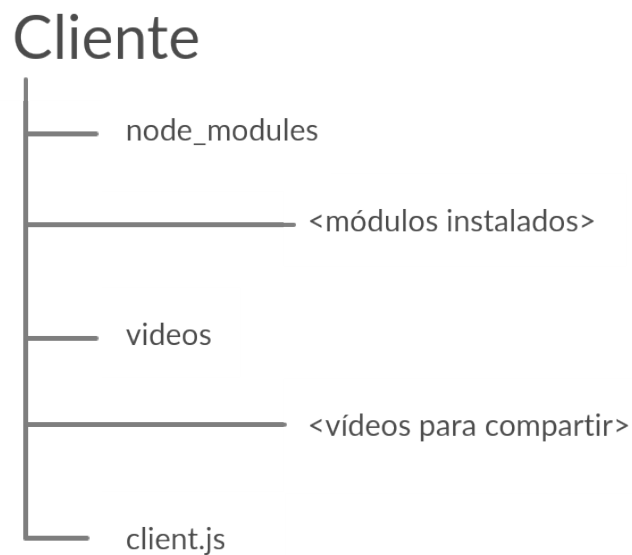 Cliente
node_modules
<módulos instalados>
videos
<vídeos para compartir>
client.js